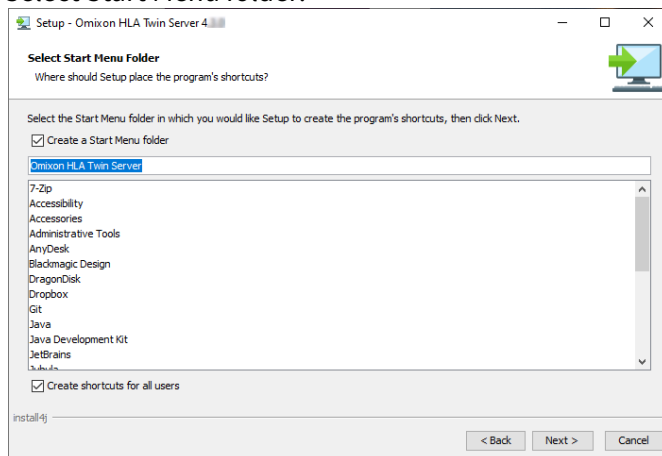 Select Start Menu folder.
Setup - Omixon HLA Twin Server 4.
Select Start Menu Folder
Where should Setup place the program's shortcuts?
Select the Start Menu folder in which you would like Setup to create the program's shortcuts, then click Next.
Create a Start Menu folder
Omixon HLA Twin Server
7-Zip
Accessibility
Accessories
Administrative Tools
AnyDesk
Blackmagic Design
DragonDisk
Dropbox
Git
Java
Java Development Kit
JetBrains
Create shortcuts for all users
install4j
< Back Next > Cancel